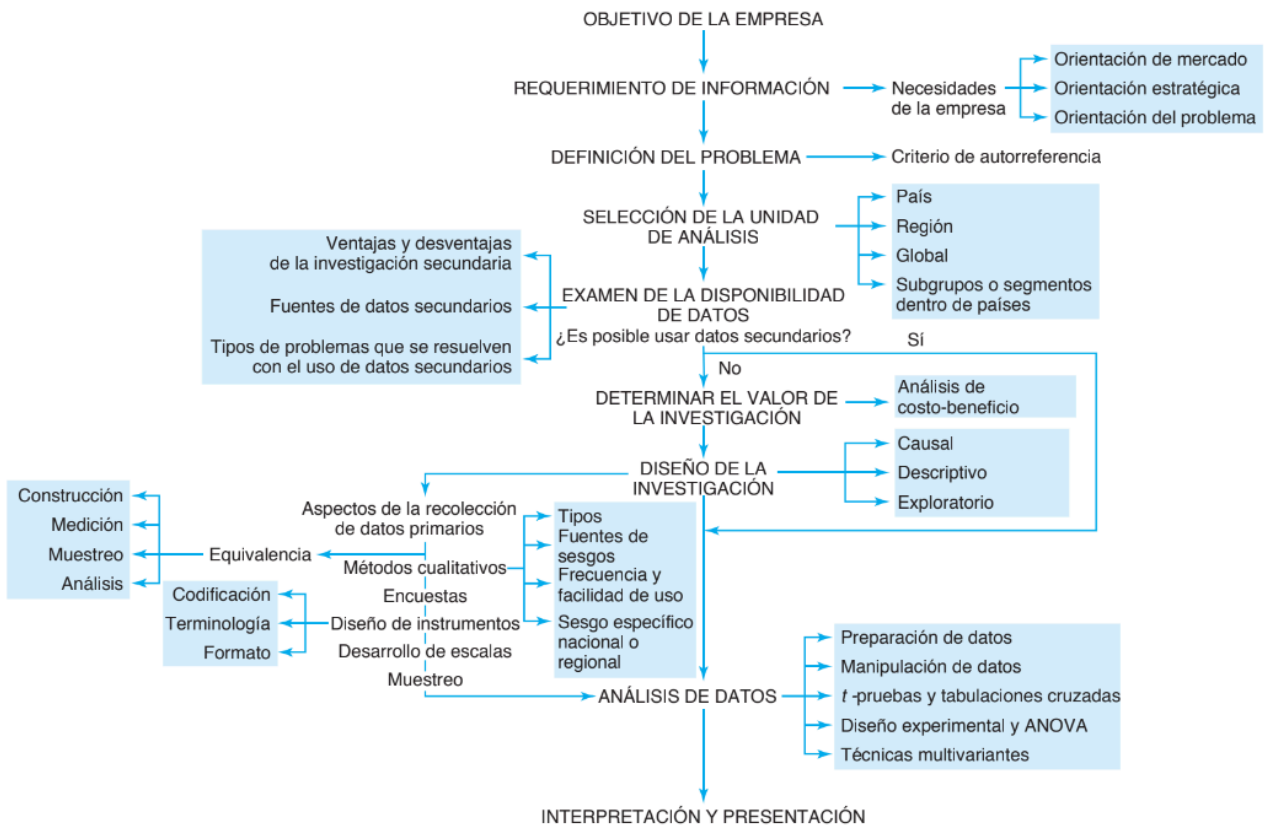 OBJETIVO DE LA EMPRESA
REQUERIMIENTO DE INFORMACIÓN
Necesidades
de la empresa
Orientación de mercado
Orientación estratégica
Orientación del problema
DEFINICIÓN DEL PROBLEMA
Criterio de autorreferencia
SELECCIÓN DE LA UNIDAD
DE ANÁLISIS
País
Región
Global
Subgrupos o segmentos
dentro de países
Ventajas y desventajas
de la investigación secundaria
Fuentes de datos secundarios
Tipos de problemas que se resuelven
con el uso de datos secundarios
EXAMEN DE LA DISPONIBILIDAD
DE DATOS
¿Es posible usar datos secundarios?
Sí
No
DETERMINAR EL VALOR DE
LA INVESTIGACIÓN
Análisis de
costo-beneficio
DISEÑO DE LA
INVESTIGACIÓN
Causal
Descriptivo
Exploratorio
Aspectos de la recolección
de datos primarios
Construcción
Medición
Muestreo
Análisis
Equivalencia
Métodos cualitativos
Tipos
Fuentes de
sesgos
Frecuencia y
facilidad de uso
Sesgo específico
nacional o
regional
Encuestas
Codificación
Terminología
Formato
Diseño de instrumentos
Desarrollo de escalas
Muestreo
ANÁLISIS DE DATOS
Preparación de datos
Manipulación de datos
t -pruebas y tabulaciones cruzadas
Diseño experimental y ANOVA
Técnicas multivariantes
INTERPRETACIÓN Y PRESENTACIÓN